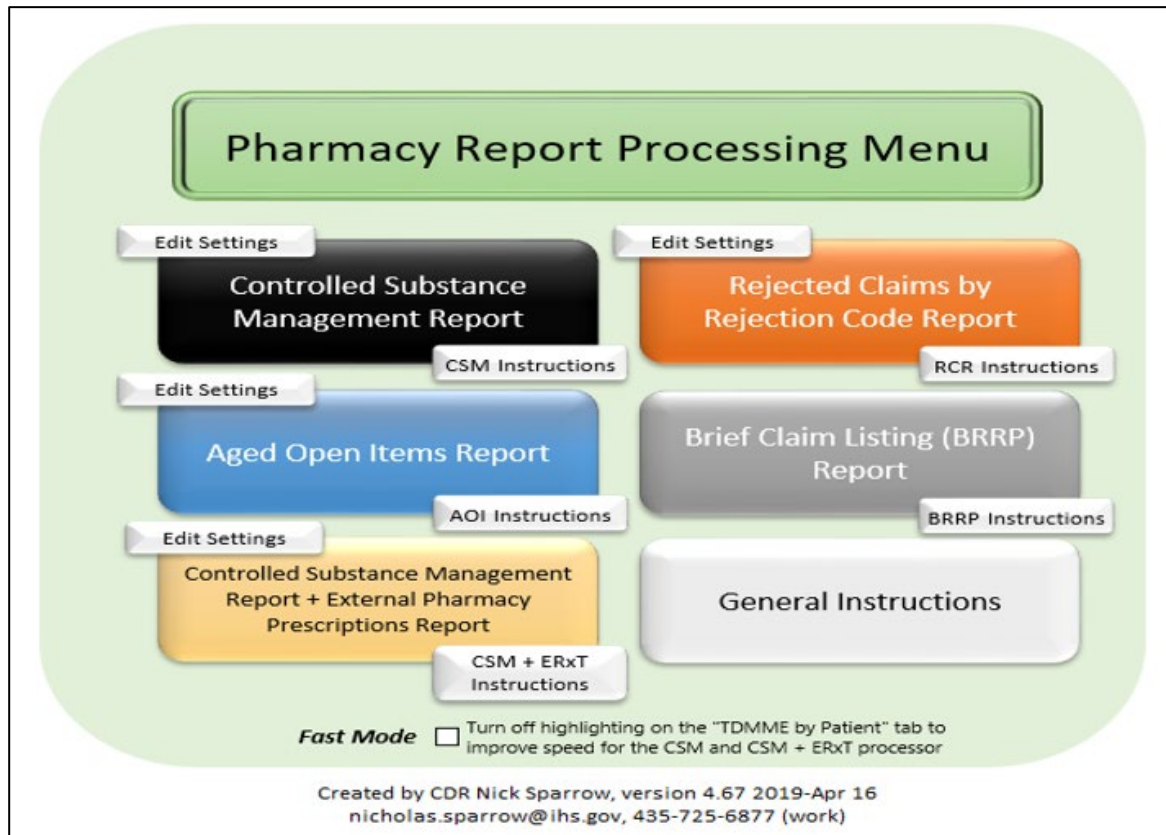 Pharmacy Report Processing Menu
Edit Settings
Controlled Substance
Management Report
CSM Instructions
Edit Settings
Rejected Claims by
Rejection Code Report
RCR Instructions
Edit Settings
Aged Open Items Report
AOI Instructions
Brief Claim Listing (BRRP)
Report
BRRP Instructions
Edit Settings
Controlled Substance Management
Report + External Pharmacy
Prescriptions Report
CSM + ERxT
Instructions
General Instructions
Fast Mode Turn off highlighting on the "TDMME by Patient" tab to
improve speed for the CSM and CSM + ERxT processor
Created by CDR Nick Sparrow, version 4.67 2019-Apr 16
nicholas.sparrow@ihs.gov, 435-725-6877 (work)